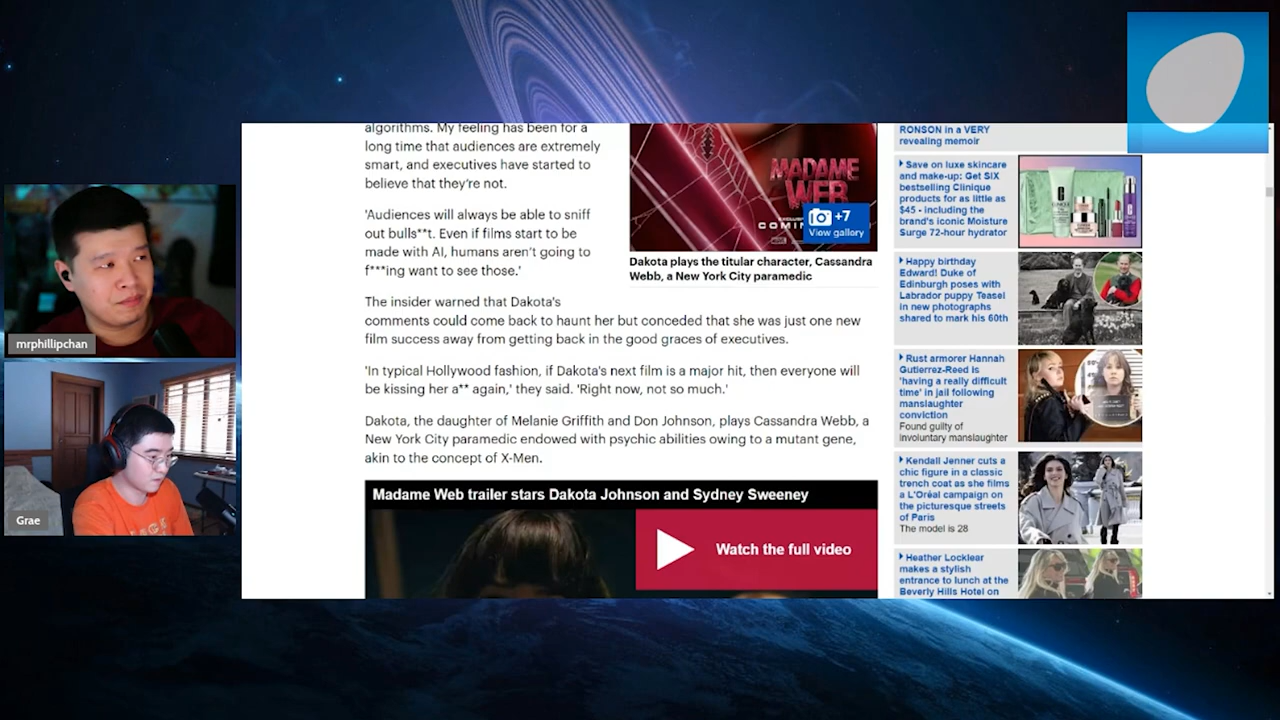 algorithms. My feeling has been for a
long time that audiences are extremely
smart, and executives have started to
believe that they're not.
'Audiences will always be able to sniff
out bulls**t. Even if films start to be
made with AI, humans aren't going to
f***ing want to see those.'
MADAME
WEB
+7
View gallery
Dakota plays the titular character, Cassandra
Webb, a New York City paramedic
The insider warned that Dakota's
comments could come back to haunt her but conceded that she was just one new
film success away from getting back in the good graces of executives.
'In typical Hollywood fashion, if Dakota's next film is a major hit, then everyone will
be kissing her a** again,' they said. 'Right now, not so much.'
Dakota, the daughter of Melanie Griffith and Don Johnson, plays Cassandra Webb, a
New York City paramedic endowed with psychic abilities owing to a mutant gene,
akin to the concept of X-Men.
Madame Web trailer stars Dakota Johnson and Sydney Sweeney
Watch the full video
RONSON in a VERY
revealing memoir
Save on luxe skincare
and make-up: Get SIX
bestselling Clinique
products for as little as
$45 - including the
brand's iconic Moisture
Surge 72-hour hydrator
Happy birthday
Edward! Duke of
Edinburgh poses with
Labrador puppy Teasel
in new photographs
shared to mark his 60th
Rust armorer Hannah
Gutierrez-Reed is
'having a really difficult
time' in jail following
manslaughter
conviction
Found guilty of
involuntary manslaughter
Kendall Jenner cuts a
chic figure in a classic
trench coat as she films
a L'Oréal campaign on
the picturesque streets
of Paris
The model is 28
Heather Locklear
makes a stylish
entrance to lunch at the
Beverly Hills Hotel on
mrphillipchan
Grae